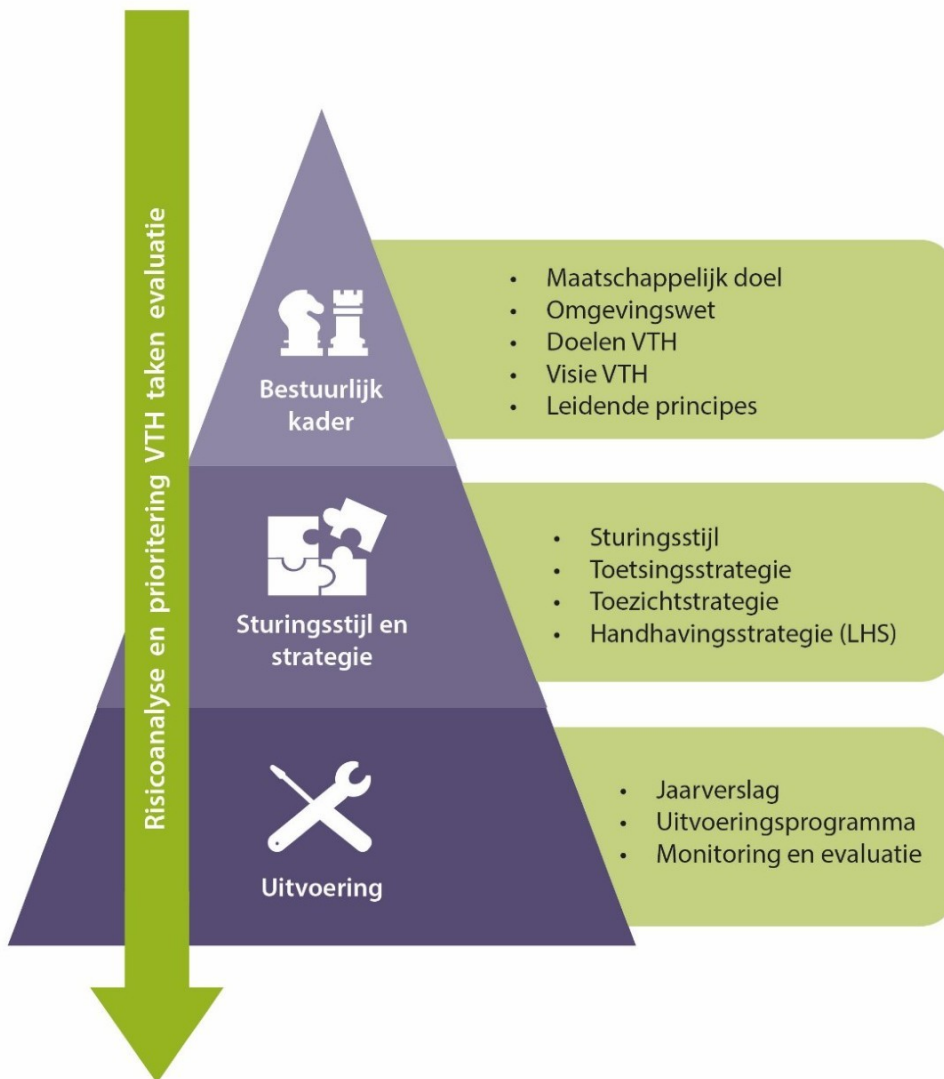 Risicoanalyse en prioritering VTH taken evaluatie
Bestuurlijk
kader
• Maatschappelijk doel
• Omgevingswet
• Doelen VTH
• Visie VTH
• Leidende principes
Sturingsstijl en
strategie
• Sturingsstijl
• Toetsingsstrategie
• Toezichtstrategie
• Handhavingsstrategie (LHS)
Uitvoering
• Jaarverslag
• Uitvoeringsprogramma
• Monitoring en evaluatie